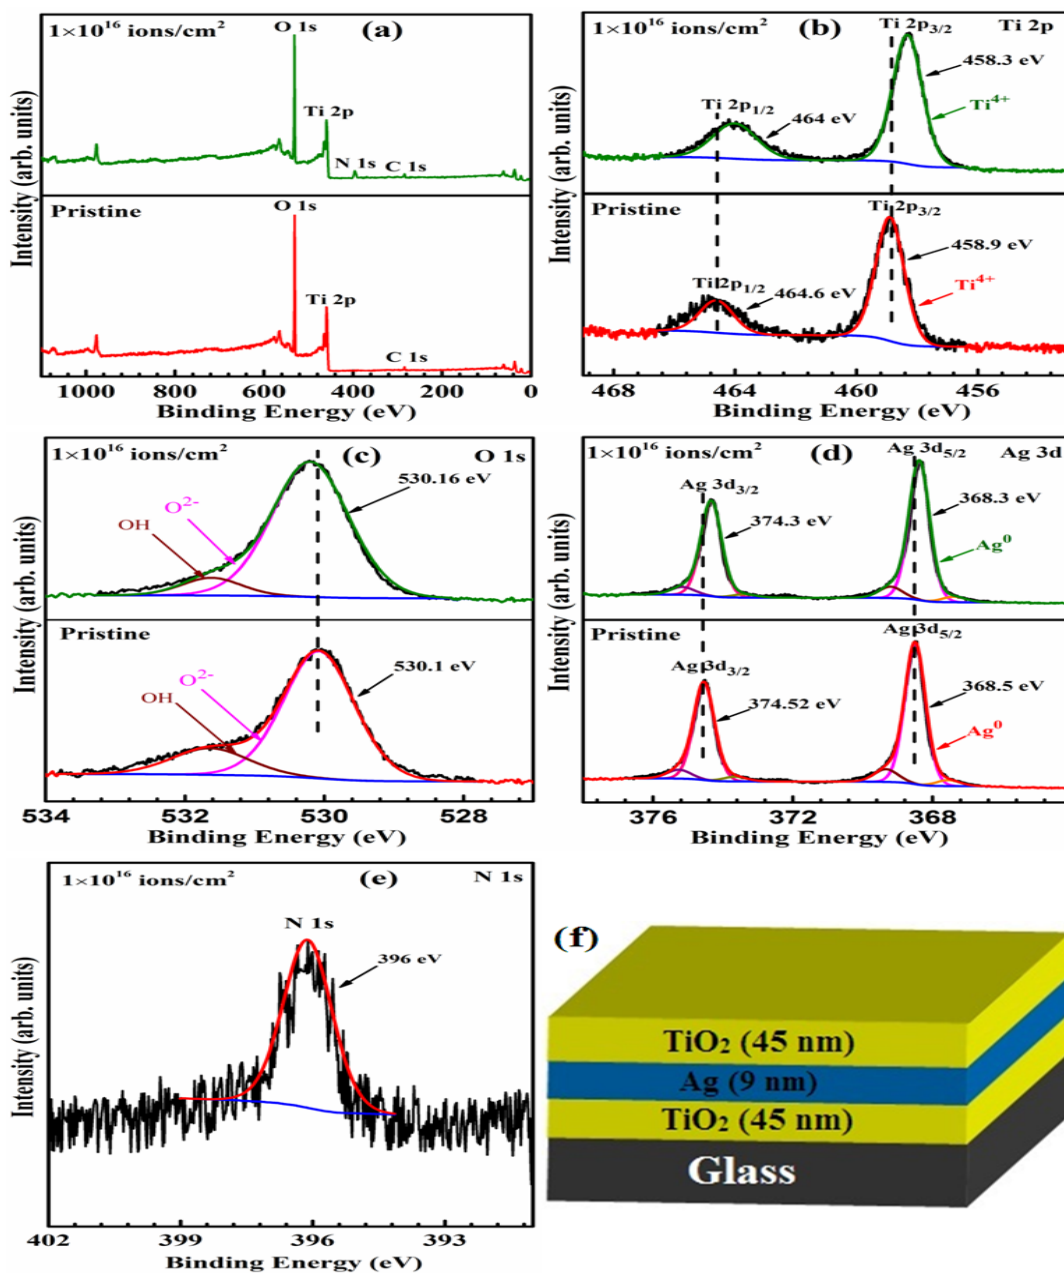 1×10¹⁶ ions/cm²
O 1s
(a)
Ti 2p
N 1s
C 1s
Pristine
O 1s
Ti 2p
C 1s
Intensity (arb. units)
1000 800 600 400 200 0
Binding Energy (eV)
1×10¹⁶ ions/cm²
Ti 2p₃/₂
Ti 2p
(b)
458.3 eV
Ti 2p₁/₂
Ti⁴⁺
464 eV
Pristine
Ti 2p₃/₂
458.9 eV
Ti 2p₁/₂
464.6 eV
Ti⁴⁺
Intensity (arb. units)
468 464 460 456
Binding Energy (eV)
1×10¹⁶ ions/cm²
(c)
O 1s
530.16 eV
O²⁻
OH
Pristine
O²⁻
530.1 eV
OH
Intensity (arb. units)
534 532 530 528
Binding Energy (eV)
1×10¹⁶ ions/cm²
(d)
Ag 3d₅/₂
Ag 3d
Ag 3d₃/₂
368.3 eV
374.3 eV
Ag⁰
Pristine
Ag 3d₅/₂
Ag 3d₃/₂
374.52 eV
368.5 eV
Ag⁰
Intensity (arb. units)
376 372 368
Binding Energy (eV)
1×10¹⁶ ions/cm²
(e)
N 1s
N 1s
396 eV
Intensity (arb. units)
402 399 396 393
Binding Energy (eV)
(f)
TiO₂ (45 nm)
Ag (9 nm)
TiO₂ (45 nm)
Glass